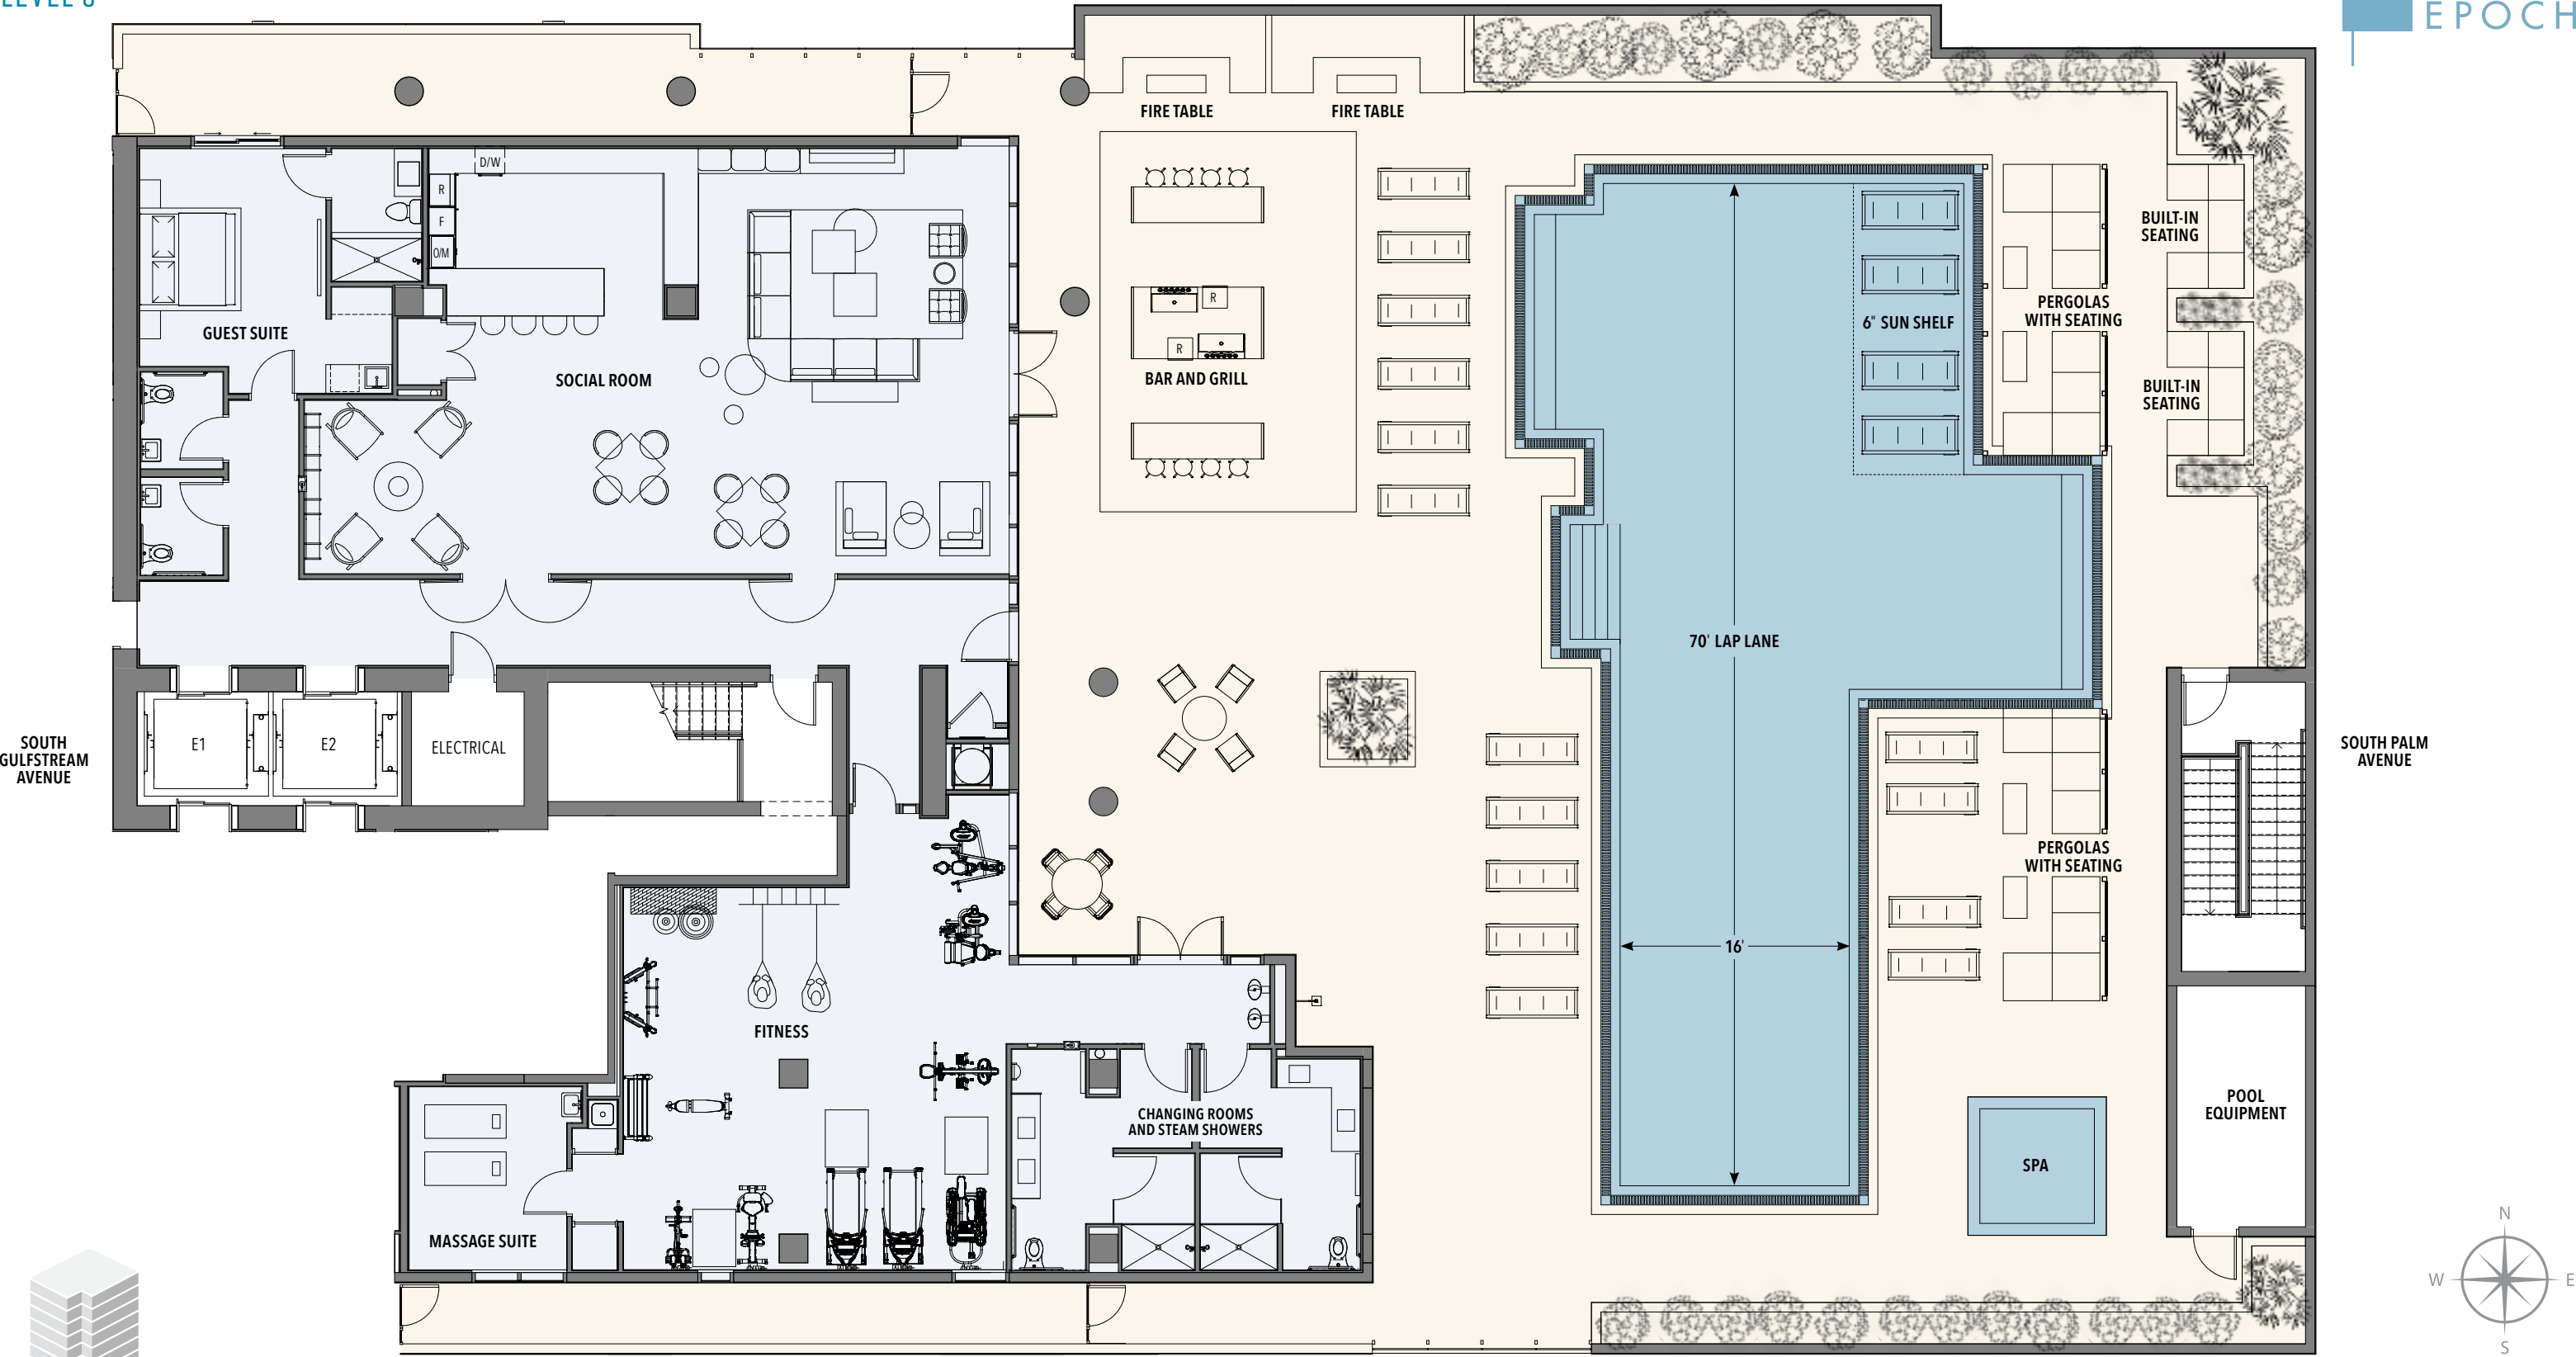 EPOCH
FIRE TABLE
FIRE TABLE
D/W
R
F
O/M
GUEST SUITE
SOCIAL ROOM
R
R
BAR AND GRILL
6" SUN SHELF
PERGOLAS
WITH SEATING
BUILT-IN
SEATING
BUILT-IN
SEATING
70' LAP LANE
SOUTH
GULFSTREAM
AVENUE
E1
E2
ELECTRICAL
SOUTH PALM
AVENUE
PERGOLAS
WITH SEATING
16'
FITNESS
CHANGING ROOMS
AND STEAM SHOWERS
POOL
EQUIPMENT
SPA
MASSAGE SUITE
N
W
E
S